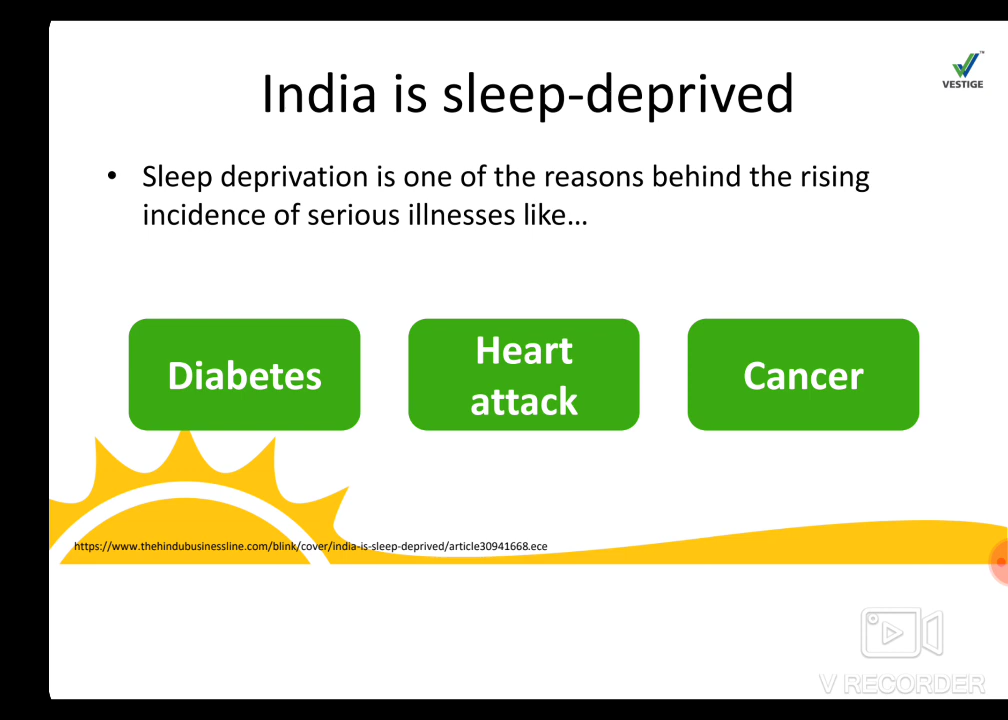 India is sleep-deprived
VESTIGE
TM
• Sleep deprivation is one of the reasons behind the rising
incidence of serious illnesses like…
Diabetes
Heart
attack
Cancer
https://www.thehindubusinessline.com/blink/cover/india-is-sleep-deprived/article30941668.ece
V RECORDER